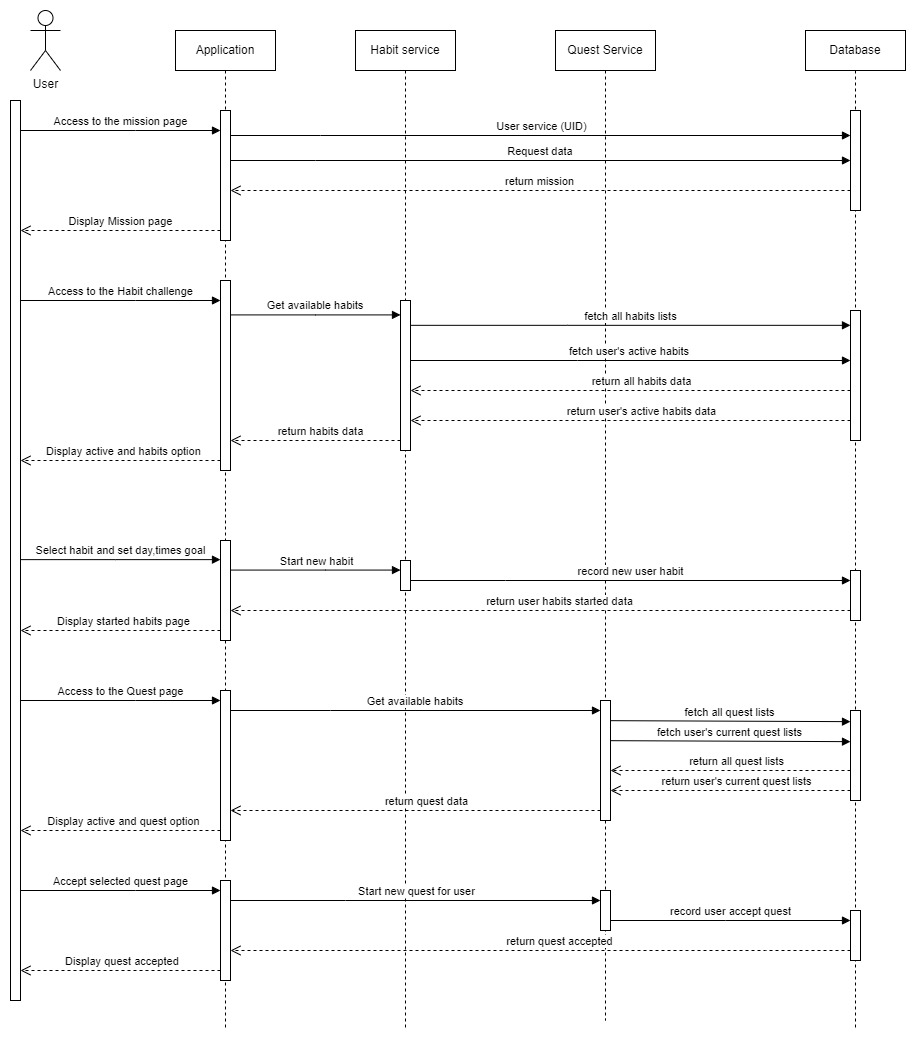 Application
Habit service
Quest Service
Database
User
Access to the mission page
User service (UID)
Request data
return mission
Display Mission page
Access to the Habit challenge
Get available habits
fetch all habits lists
fetch user's active habits
return all habits data
return user's active habits data
return habits data
Display active and habits option
Select habit and set day,times goal
Start new habit
record new user habit
return user habits started data
Display started habits page
Access to the Quest page
Get available habits
fetch all quest lists
fetch user's current quest lists
return all quest lists
return user's current quest lists
return quest data
Display active and quest option
Accept selected quest page
Start new quest for user
record user accept quest
return quest accepted
Display quest accepted